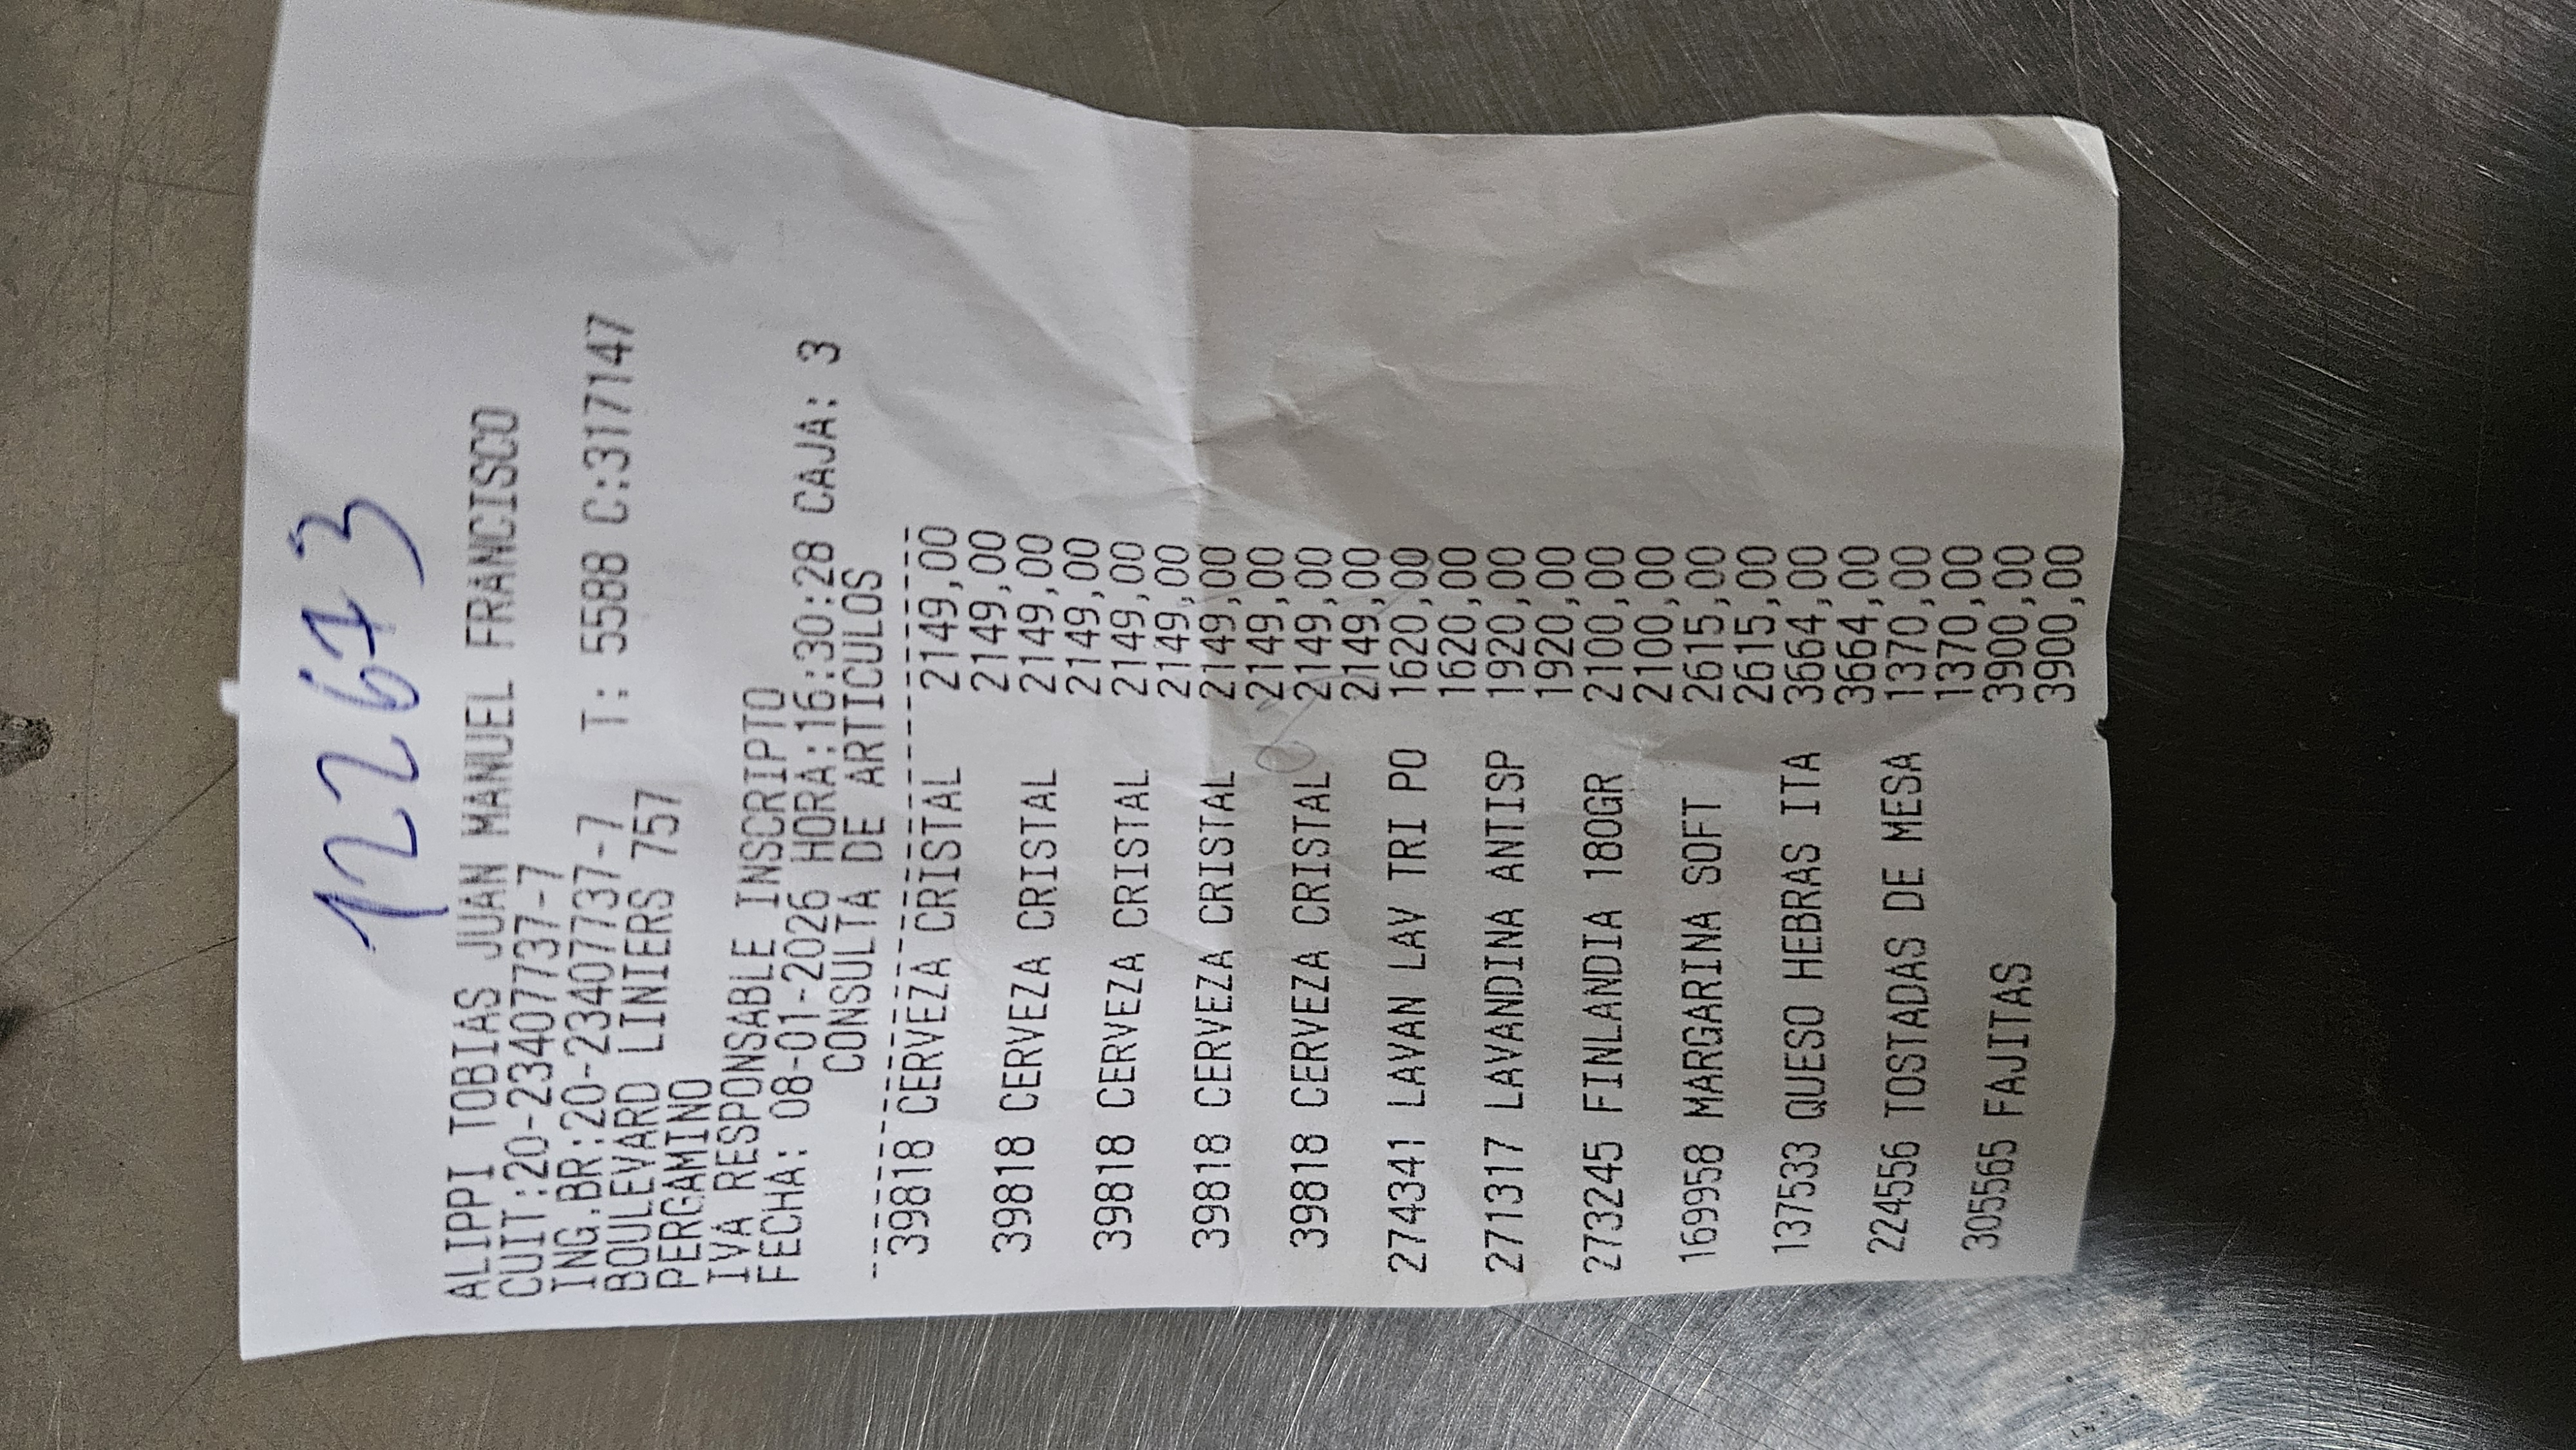 122673
ALIPPI TOBIAS JUAN MANUEL FRANCISCO
CUIT:20-23407737-7
ING.BR:20-23407737-7 T: 5588 C:317147
BOULEVARD LINIERS 757
PERGAMINO
IVA RESPONSABLE INSCRIPTO
FECHA: 08-01-2026 HORA:16:30:28 CAJA: 3
CONSULTA DE ARTICULOS
39818 CERVEZA CRISTAL 2149,00
2149,00
39818 CERVEZA CRISTAL 2149,00
2149,00
39818 CERVEZA CRISTAL 2149,00
2149,00
39818 CERVEZA CRISTAL 2149,00
2149,00
39818 CERVEZA CRISTAL 2149,00
2149,00
274341 LAVAN LAV TRI PO 1620,00
1620,00
271317 LAVANDINA ANTISP 1920,00
1920,00
273245 FINLANDIA 180GR 2100,00
2100,00
169958 MARGARINA SOFT 2615,00
2615,00
137533 QUESO HEBRAS ITA 3664,00
3664,00
224556 TOSTADAS DE MESA 1370,00
1370,00
305565 FAJITAS 3900,00
3900,00